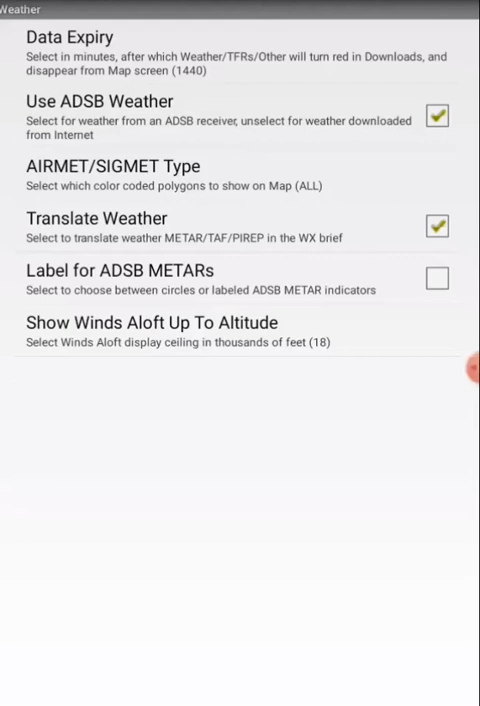 Weather
Data Expiry
Select in minutes, after which Weather/TFRs/Other will turn red in Downloads, and
disappear from Map screen (1440)
Use ADSB Weather
Select for weather from an ADSB receiver, unselect for weather downloaded
from Internet
AIRMET/SIGMET Type
Select which color coded polygons to show on Map (ALL)
Translate Weather
Select to translate weather METAR/TAF/PIREP in the WX brief
Label for ADSB METARs
Select to choose between circles or labeled ADSB METAR indicators
Show Winds Aloft Up To Altitude
Select Winds Aloft display ceiling in thousands of feet (18)